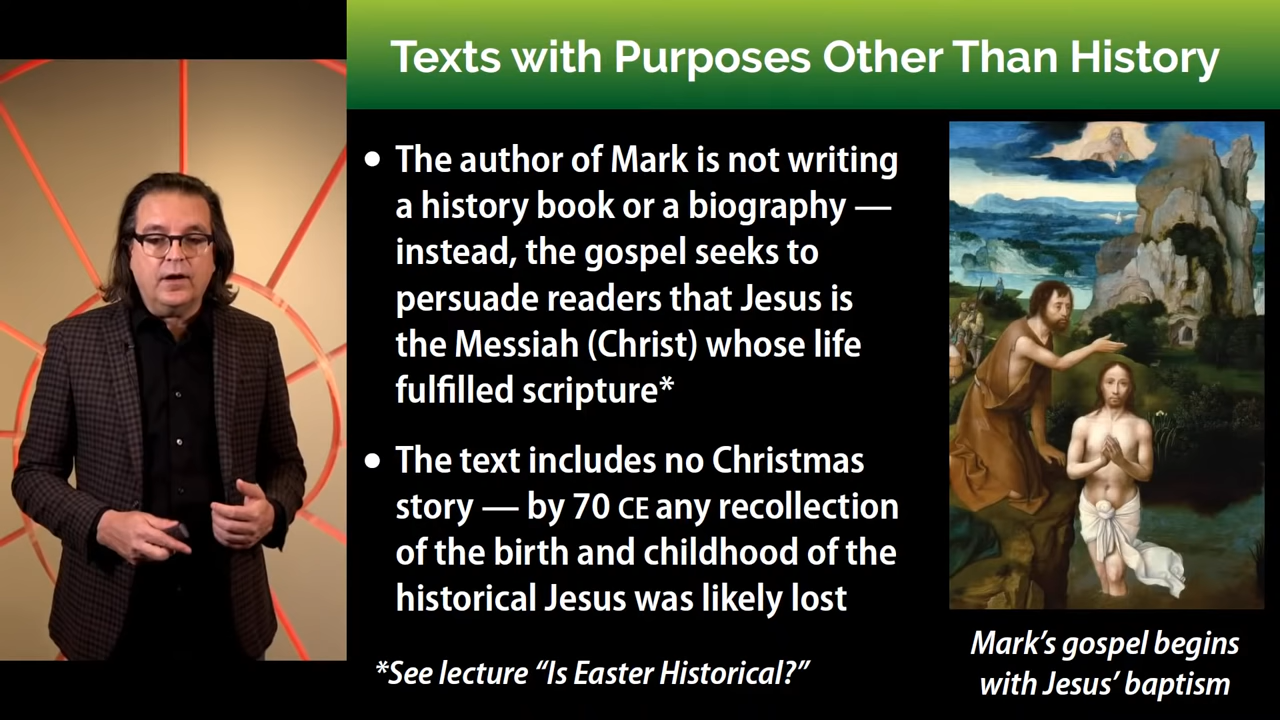 Texts with Purposes Other Than History
• The author of Mark is not writing
a history book or a biography —
instead, the gospel seeks to
persuade readers that Jesus is
the Messiah (Christ) whose life
fulfilled scripture*
• The text includes no Christmas
story — by 70 CE any recollection
of the birth and childhood of the
historical Jesus was likely lost
*See lecture “Is Easter Historical?”
Mark’s gospel begins
with Jesus’ baptism